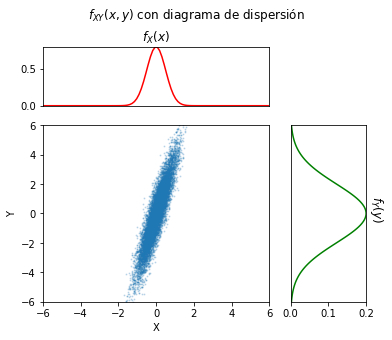 f_{XY}(x, y) con diagrama de dispersión
f_X(x)
0.5
0.0
6
4
2
0
−2
−4
−6
Y
−6 −4 −2 0 2 4 6
X
f_Y(y)
0.0 0.1 0.2